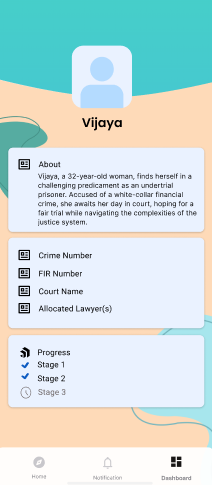 Vijaya
About
Vijaya, a 32-year-old woman, finds herself in a
challenging predicament as an undertrial
prisoner. Accused of a white-collar financial
crime, she awaits her day in court, hoping for
a fair trial while navigating the complexities of the
justice system.
Crime Number
FIR Number
Court Name
Allocated Lawyer(s)
Progress
Stage 1
Stage 2
Stage 3
Home
Notification
Dashboard